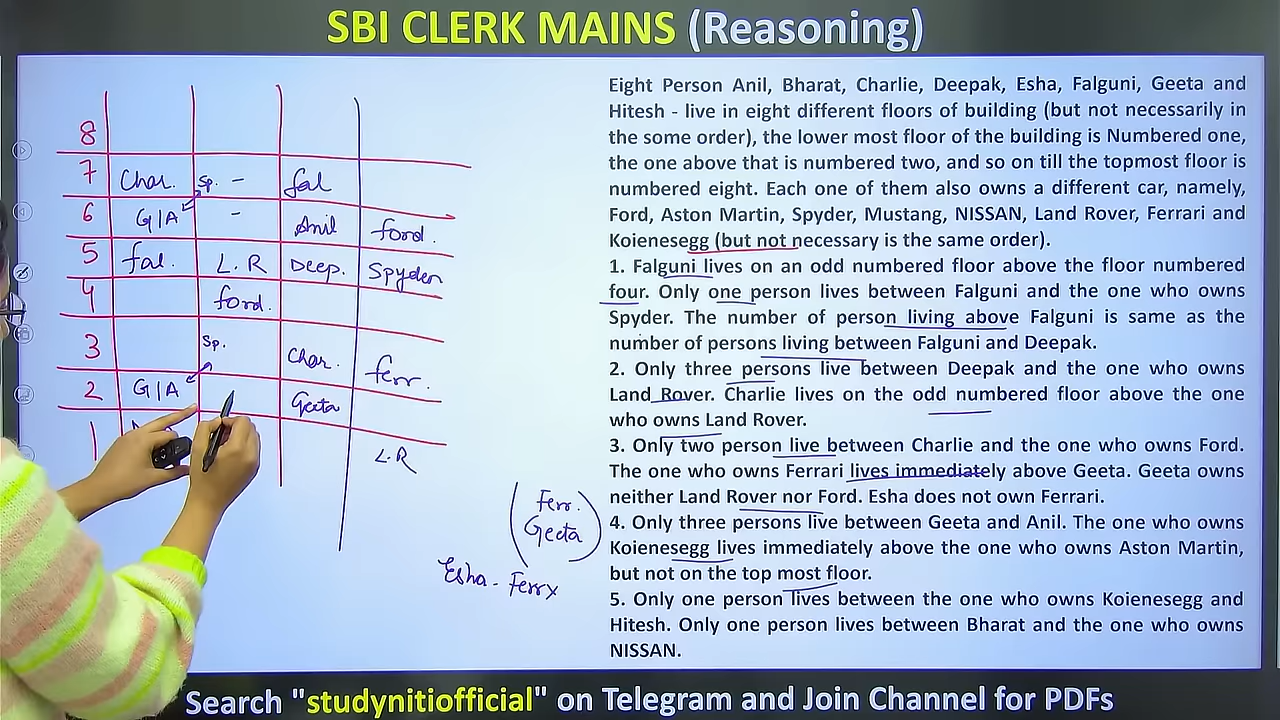 SBI CLERK MAINS (Reasoning)
8
7 Char. Sp. - fal
6 G/A - Anil ford.
5 fal. L.R Deep. Spyder
4 ford.
3 Sp. Char. ferr.
2 G/A Geeta
1 L.R
Ferr.
Geeta
Esha - Ferr x
Eight Person Anil, Bharat, Charlie, Deepak, Esha, Falguni, Geeta and
Hitesh - live in eight different floors of building (but not necessarily in
the same order), the lower most floor of the building is Numbered one,
the one above that is numbered two, and so on till the topmost floor is
numbered eight. Each one of them also owns a different car, namely,
Ford, Aston Martin, Spyder, Mustang, NISSAN, Land Rover, Ferrari and
Koienesegg (but not necessary is the same order).
1. Falguni lives on an odd numbered floor above the floor numbered
four. Only one person lives between Falguni and the one who owns
Spyder. The number of person living above Falguni is same as the
number of persons living between Falguni and Deepak.
2. Only three persons live between Deepak and the one who owns
Land Rover. Charlie lives on the odd numbered floor above the one
who owns Land Rover.
3. Only two person live between Charlie and the one who owns Ford.
The one who owns Ferrari lives immediately above Geeta. Geeta owns
neither Land Rover nor Ford. Esha does not own Ferrari.
4. Only three persons live between Geeta and Anil. The one who owns
Koienesegg lives immediately above the one who owns Aston Martin,
but not on the top most floor.
5. Only one person lives between the one who owns Koienesegg and
Hitesh. Only one person lives between Bharat and the one who owns
NISSAN.
Search "studynitiofficial" on Telegram and Join Channel for PDFs